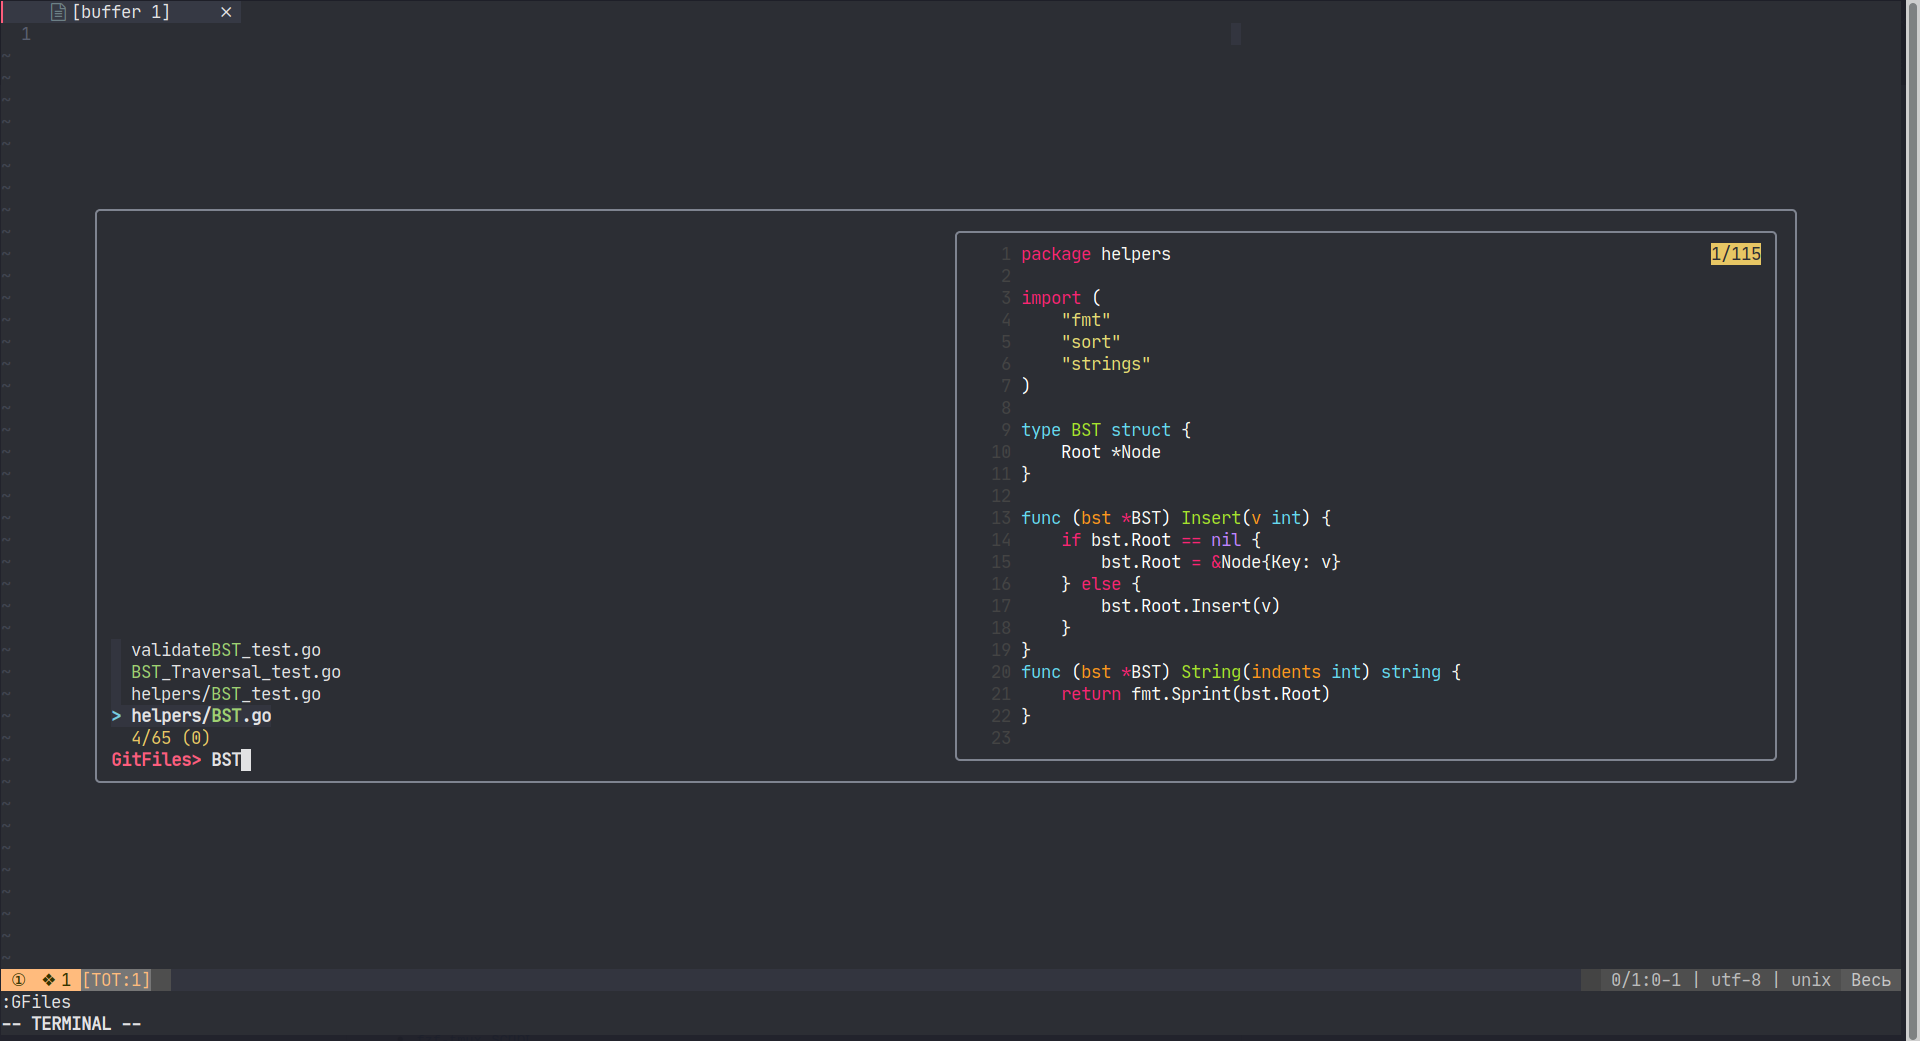 [buffer 1] ×
1
validateBST_test.go
BST_Traversal_test.go
helpers/BST_test.go
> helpers/BST.go
4/65 (0)
GitFiles> BST
1 package helpers 1/115
2
3 import (
4     "fmt"
5     "sort"
6     "strings"
7 )
8
9 type BST struct {
10     Root *Node
11 }
12
13 func (bst *BST) Insert(v int) {
14     if bst.Root == nil {
15         bst.Root = &Node{Key: v}
16     } else {
17         bst.Root.Insert(v)
18     }
19 }
20 func (bst *BST) String(indents int) string {
21     return fmt.Sprint(bst.Root)
22 }
23
① ❖ 1 [TOT:1] 0/1:0-1 | utf-8 | unix Весь
:GFiles
-- TERMINAL --